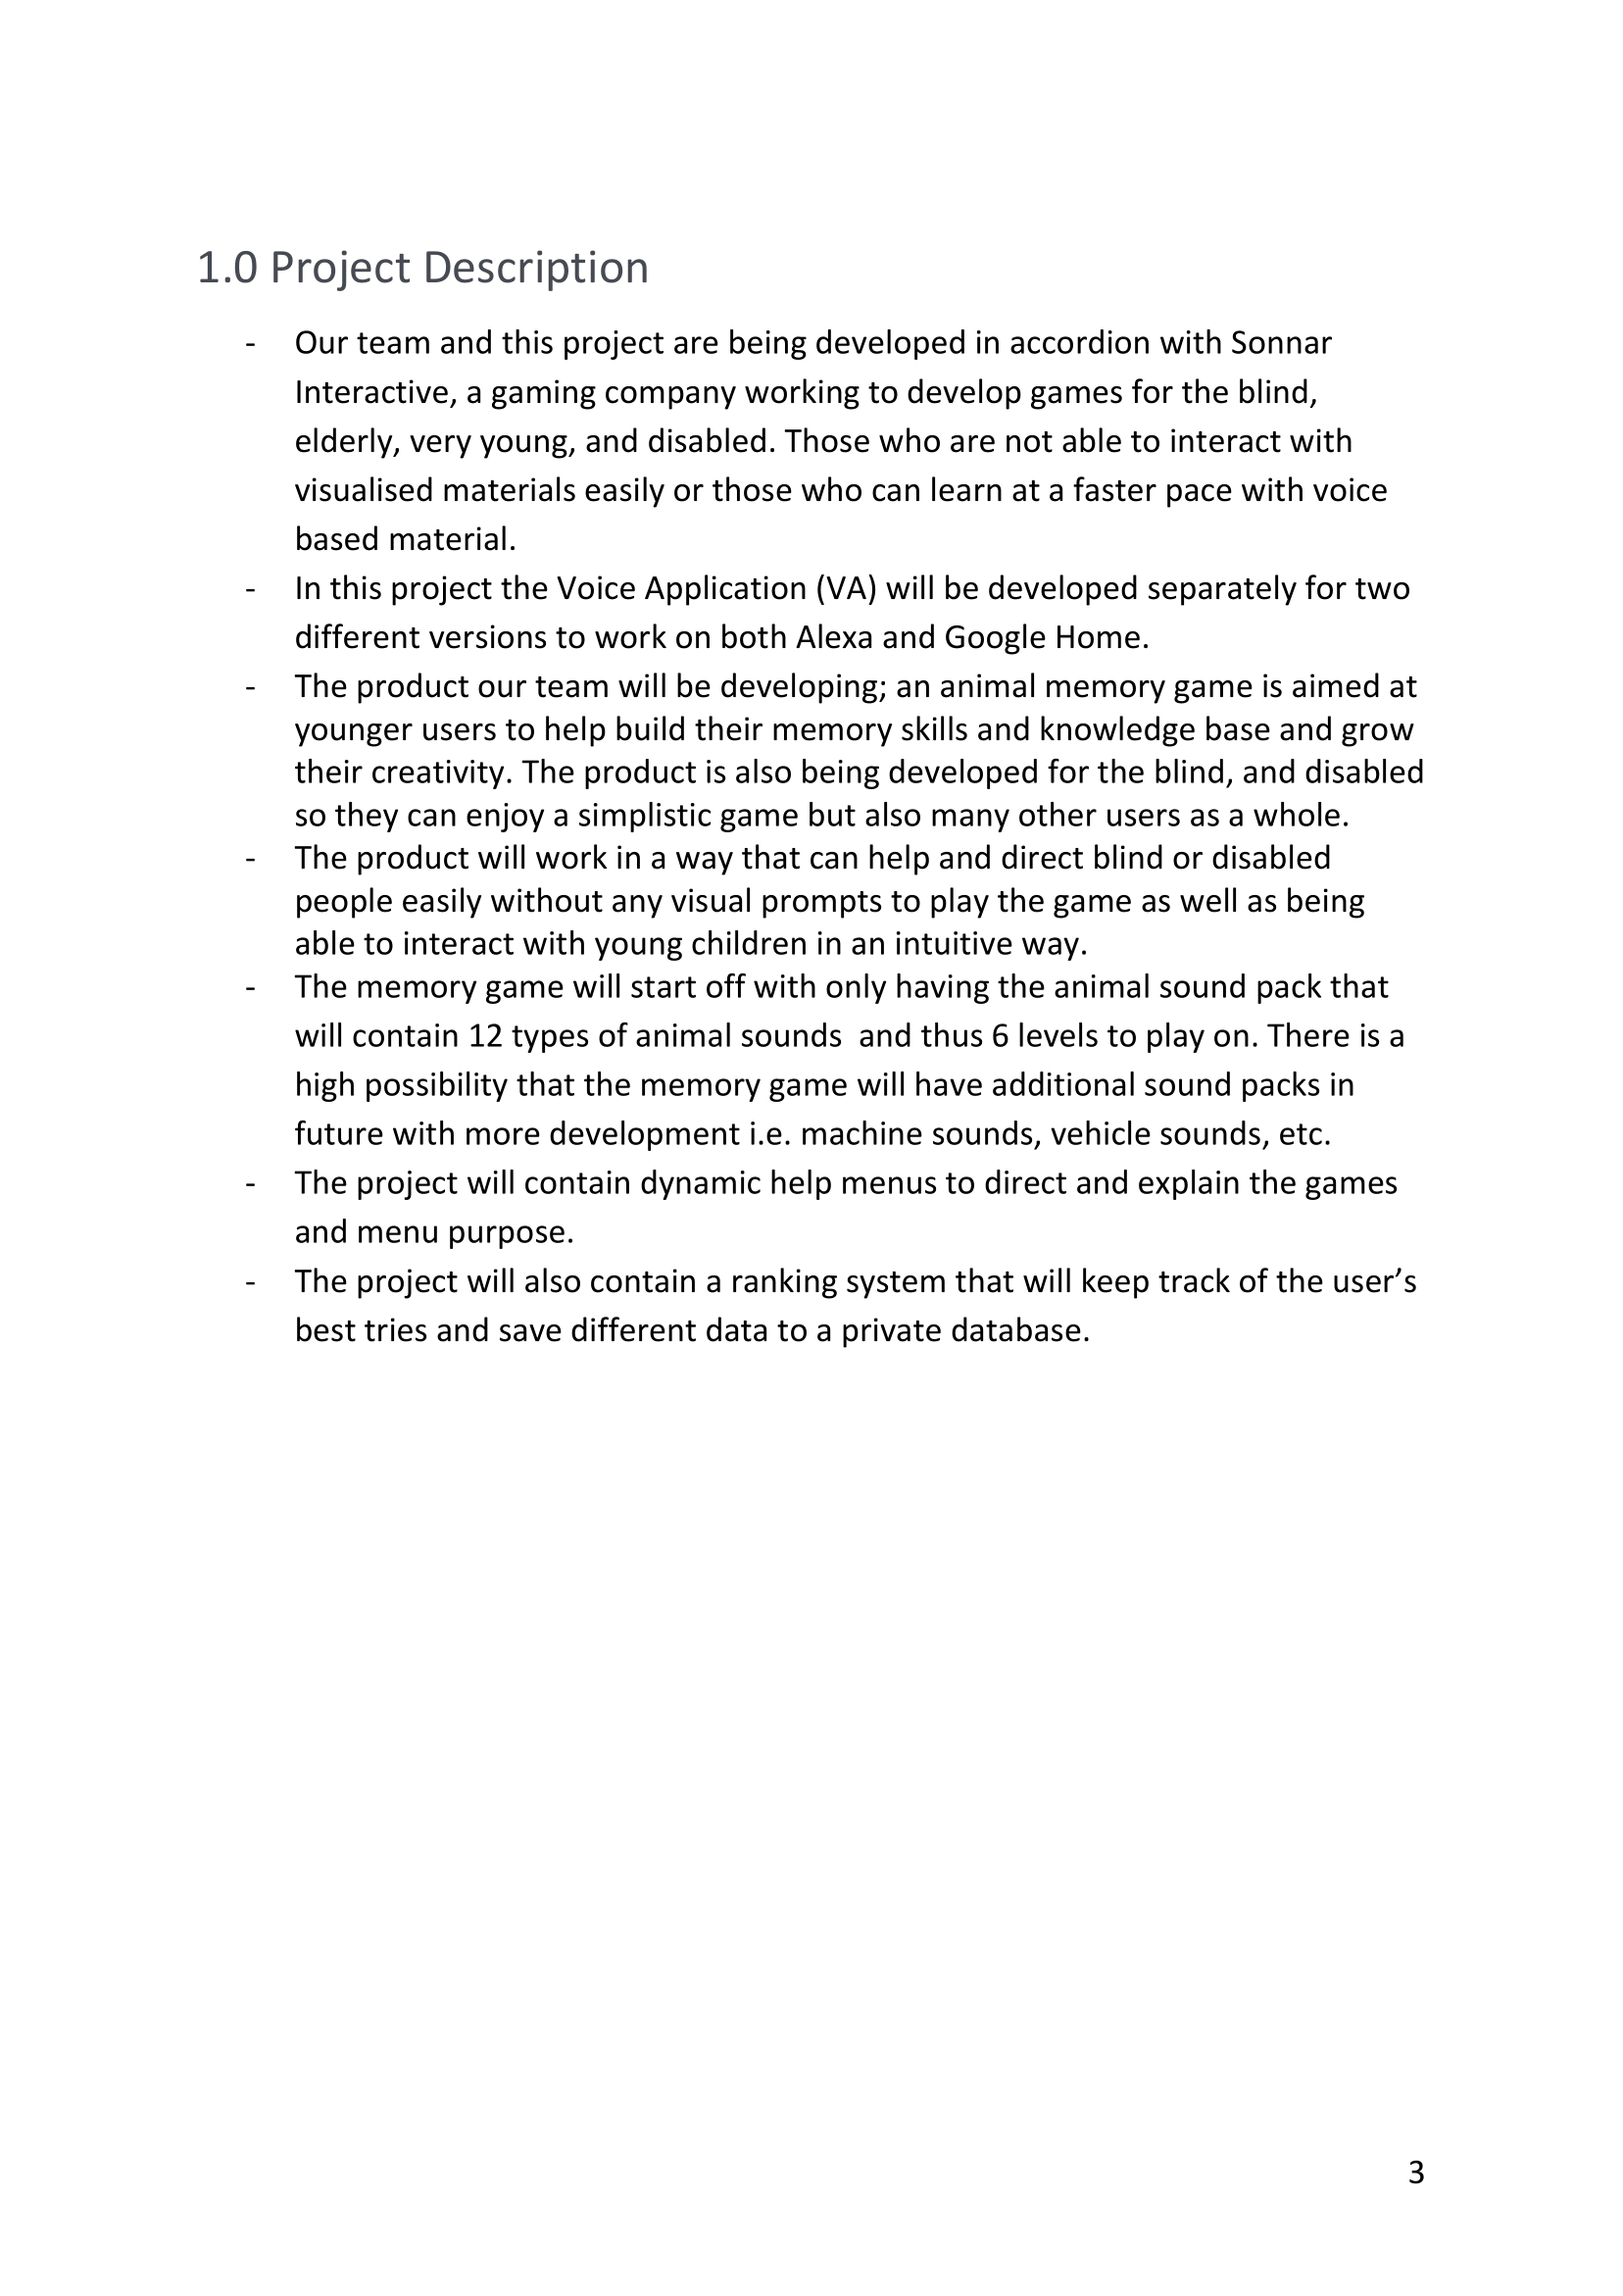 1.0 Project Description
- Our team and this project are being developed in accordion with Sonnar
Interactive, a gaming company working to develop games for the blind,
elderly, very young, and disabled. Those who are not able to interact with
visualised materials easily or those who can learn at a faster pace with voice
based material.
- In this project the Voice Application (VA) will be developed separately for two
different versions to work on both Alexa and Google Home.
- The product our team will be developing; an animal memory game is aimed at
younger users to help build their memory skills and knowledge base and grow
their creativity. The product is also being developed for the blind, and disabled
so they can enjoy a simplistic game but also many other users as a whole.
- The product will work in a way that can help and direct blind or disabled
people easily without any visual prompts to play the game as well as being
able to interact with young children in an intuitive way.
- The memory game will start off with only having the animal sound pack that
will contain 12 types of animal sounds  and thus 6 levels to play on. There is a
high possibility that the memory game will have additional sound packs in
future with more development i.e. machine sounds, vehicle sounds, etc.
- The project will contain dynamic help menus to direct and explain the games
and menu purpose.
- The project will also contain a ranking system that will keep track of the user’s
best tries and save different data to a private database.
3